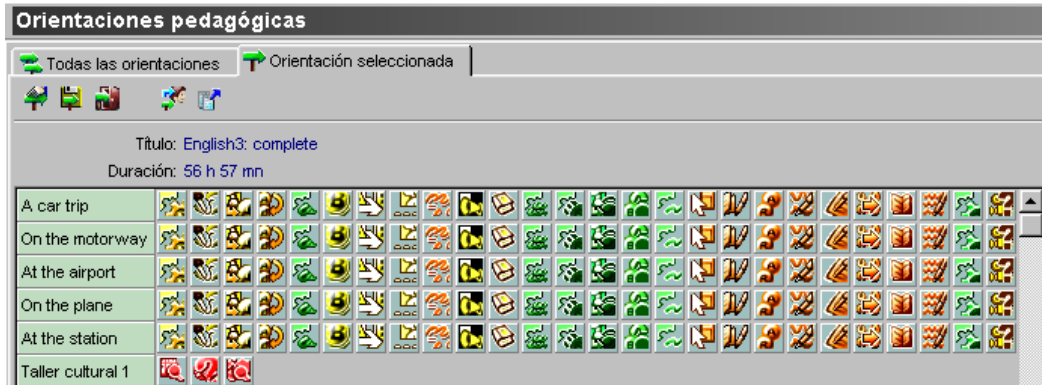 Orientaciones pedagógicas
Todas las orientaciones Orientación seleccionada
Título: English3: complete
Duración: 56 h 57 mn
A car trip
On the motorway
At the airport
On the plane
At the station
Taller cultural 1